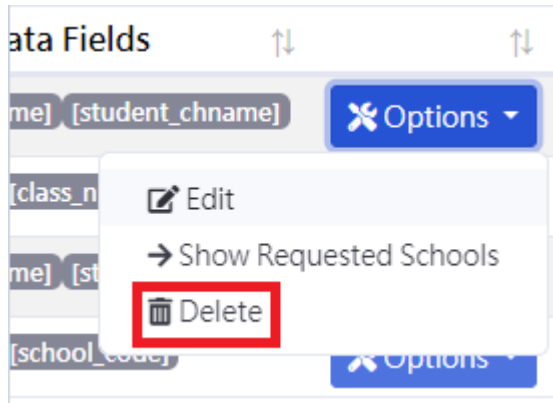 ata Fields
me] [student_chname] Options
[class_n
Edit
Show Requested Schools
me] [st
Delete
[school_code] Options